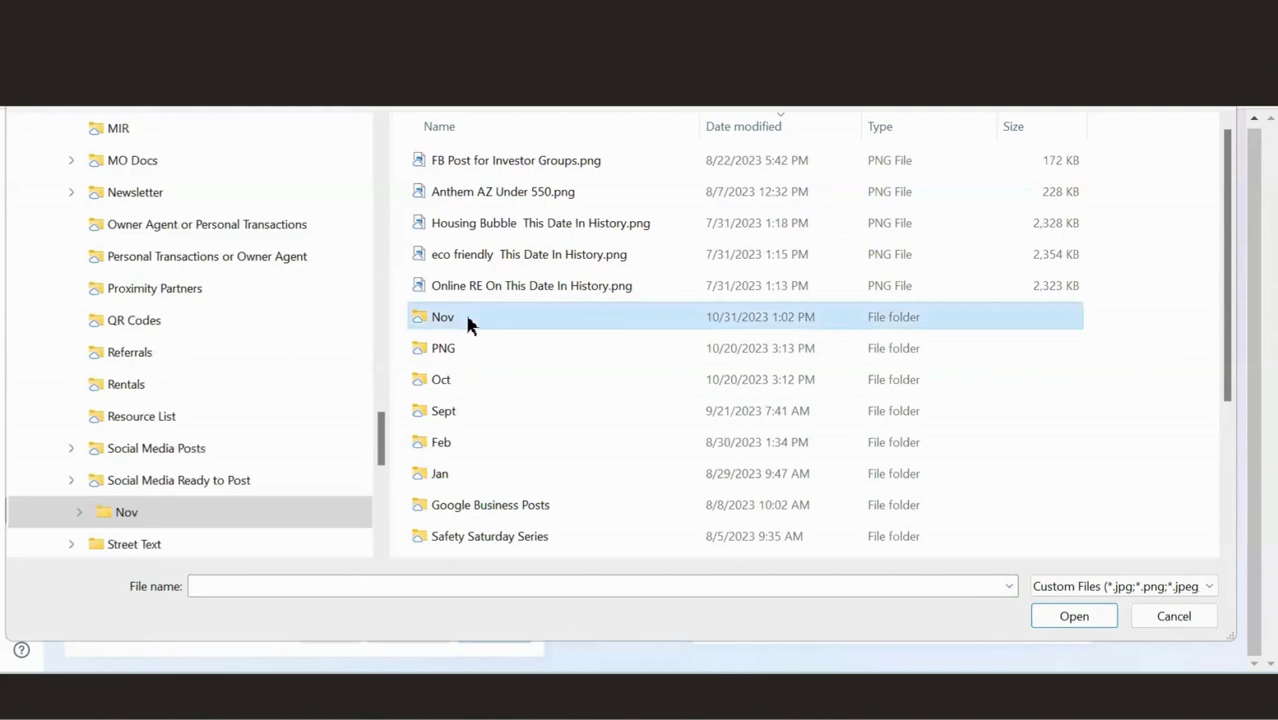 MIR
MO Docs
Newsletter
Owner Agent or Personal Transactions
Personal Transactions or Owner Agent
Proximity Partners
QR Codes
Referrals
Rentals
Resource List
Social Media Posts
Social Media Ready to Post
Nov
Street Text
Name Date modified Type Size
FB Post for Investor Groups.png 8/22/2023 5:42 PM PNG File 172 KB
Anthem AZ Under 550.png 8/7/2023 12:32 PM PNG File 228 KB
Housing Bubble This Date In History.png 7/31/2023 1:18 PM PNG File 2,328 KB
eco friendly This Date In History.png 7/31/2023 1:15 PM PNG File 2,354 KB
Online RE On This Date In History.png 7/31/2023 1:13 PM PNG File 2,323 KB
Nov 10/31/2023 1:02 PM File folder
PNG 10/20/2023 3:13 PM File folder
Oct 10/20/2023 3:12 PM File folder
Sept 9/21/2023 7:41 AM File folder
Feb 8/30/2023 1:34 PM File folder
Jan 8/29/2023 9:47 AM File folder
Google Business Posts 8/8/2023 10:02 AM File folder
Safety Saturday Series 8/5/2023 9:35 AM File folder
File name: Custom Files (*.jpg;*.png;*.jpeg
Open Cancel
?